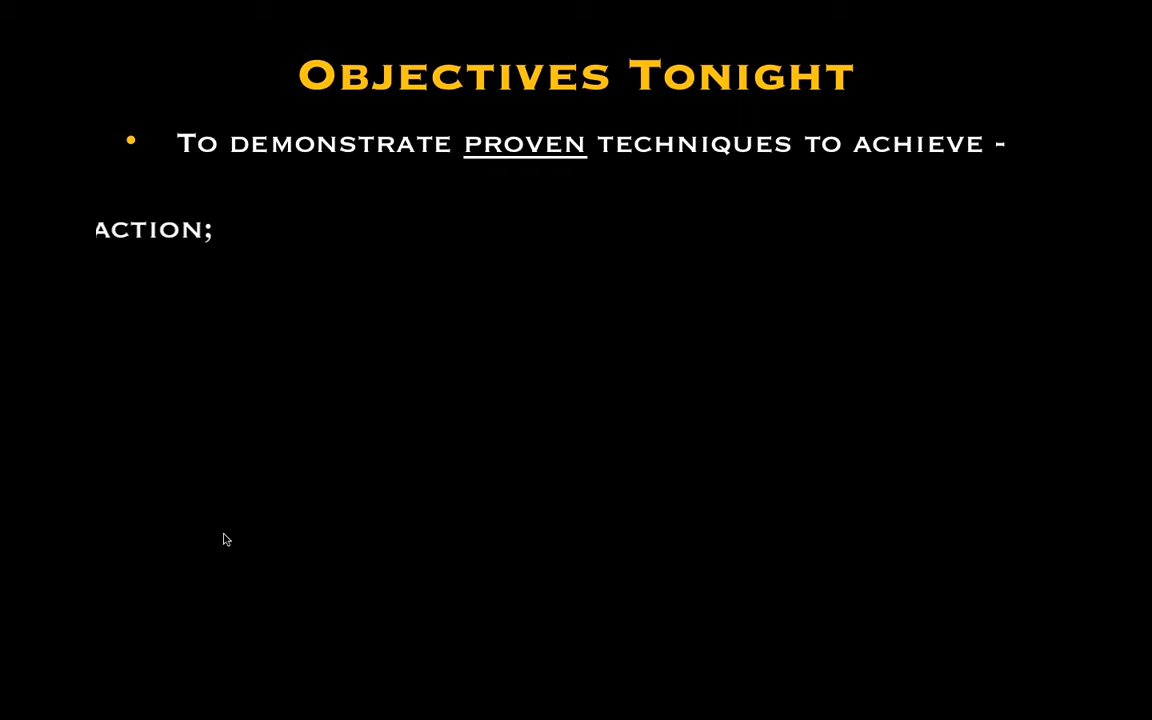 Objectives Tonight
• To demonstrate proven techniques to achieve -
action;